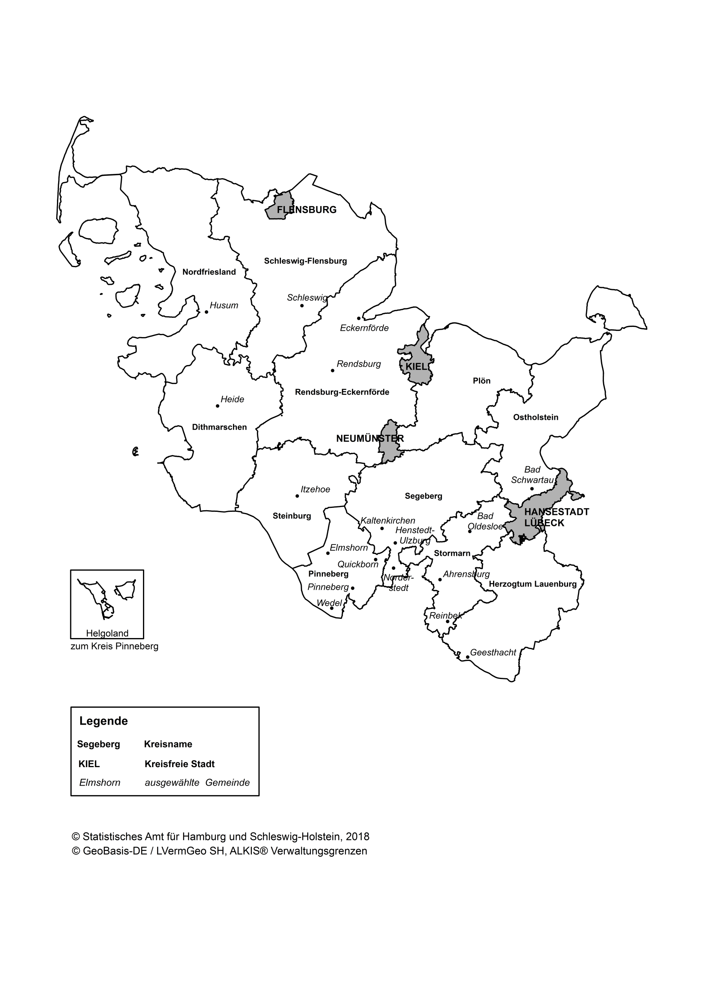 FLENSBURG
Schleswig-Flensburg
Nordfriesland
Schleswig
Husum
Eckernförde
Rendsburg
KIEL
Plön
Rendsburg-Eckernförde
Heide
Ostholstein
Dithmarschen
NEUMÜNSTER
Bad
Schwartau
Itzehoe
Segeberg
HANSESTADT
LÜBECK
Steinburg
Bad
Oldesloe
Kaltenkirchen
Henstedt-
Ulzburg
Elmshorn
Stormarn
Quickborn
Pinneberg
Norder-
stedt
Ahrensburg
Herzogtum Lauenburg
Pinneberg
Wedel
Reinbek
Geesthacht
Helgoland
zum Kreis Pinneberg
Legende
Segeberg Kreisname
KIEL Kreisfreie Stadt
Elmshorn ausgewählte Gemeinde
© Statistisches Amt für Hamburg und Schleswig-Holstein, 2018
© GeoBasis-DE / LVermGeo SH, ALKIS® Verwaltungsgrenzen